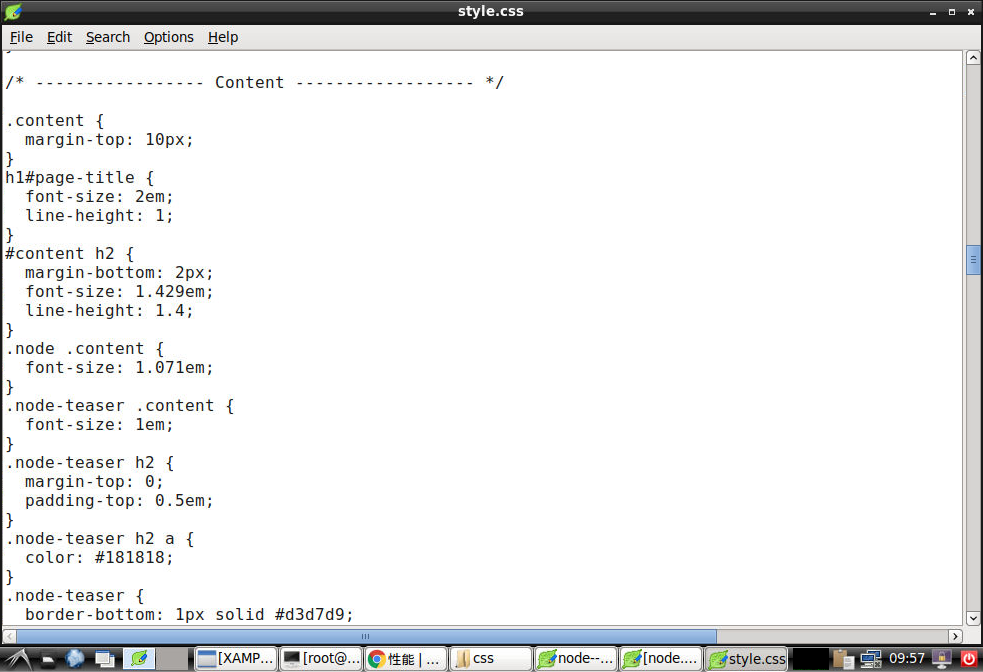 style.css
File Edit Search Options Help
/* ----------------- Content ------------------ */
.content {
  margin-top: 10px;
}
h1#page-title {
  font-size: 2em;
  line-height: 1;
}
#content h2 {
  margin-bottom: 2px;
  font-size: 1.429em;
  line-height: 1.4;
}
.node .content {
  font-size: 1.071em;
}
.node-teaser .content {
  font-size: 1em;
}
.node-teaser h2 {
  margin-top: 0;
  padding-top: 0.5em;
}
.node-teaser h2 a {
  color: #181818;
}
.node-teaser {
  border-bottom: 1px solid #d3d7d9;
[XAMP... [root@... 性能 | ... css node--... [node.... style.css 09:57